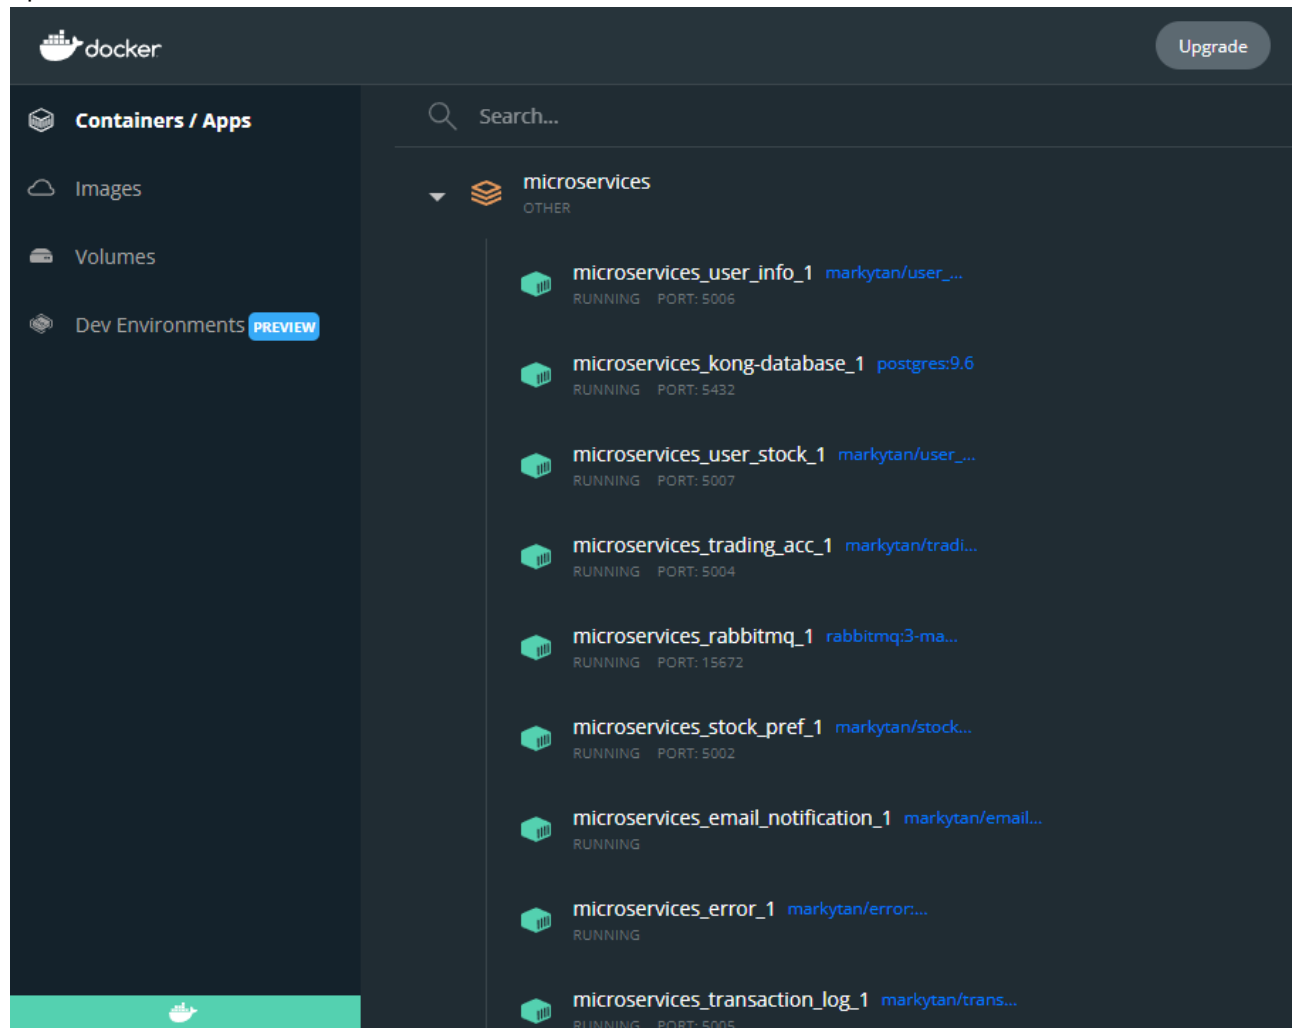 docker
Upgrade
Containers / Apps
Images
Volumes
Dev Environments PREVIEW
Search...
microservices
OTHER
microservices_user_info_1 markytan/user_...
RUNNING PORT: 5006
microservices_kong-database_1 postgres:9.6
RUNNING PORT: 5432
microservices_user_stock_1 markytan/user_...
RUNNING PORT: 5007
microservices_trading_acc_1 markytan/tradi...
RUNNING PORT: 5004
microservices_rabbitmq_1 rabbitmq:3-ma...
RUNNING PORT: 15672
microservices_stock_pref_1 markytan/stock...
RUNNING PORT: 5002
microservices_email_notification_1 markytan/email...
RUNNING
microservices_error_1 markytan/error:...
RUNNING
microservices_transaction_log_1 markytan/trans...
RUNNING PORT: 5005